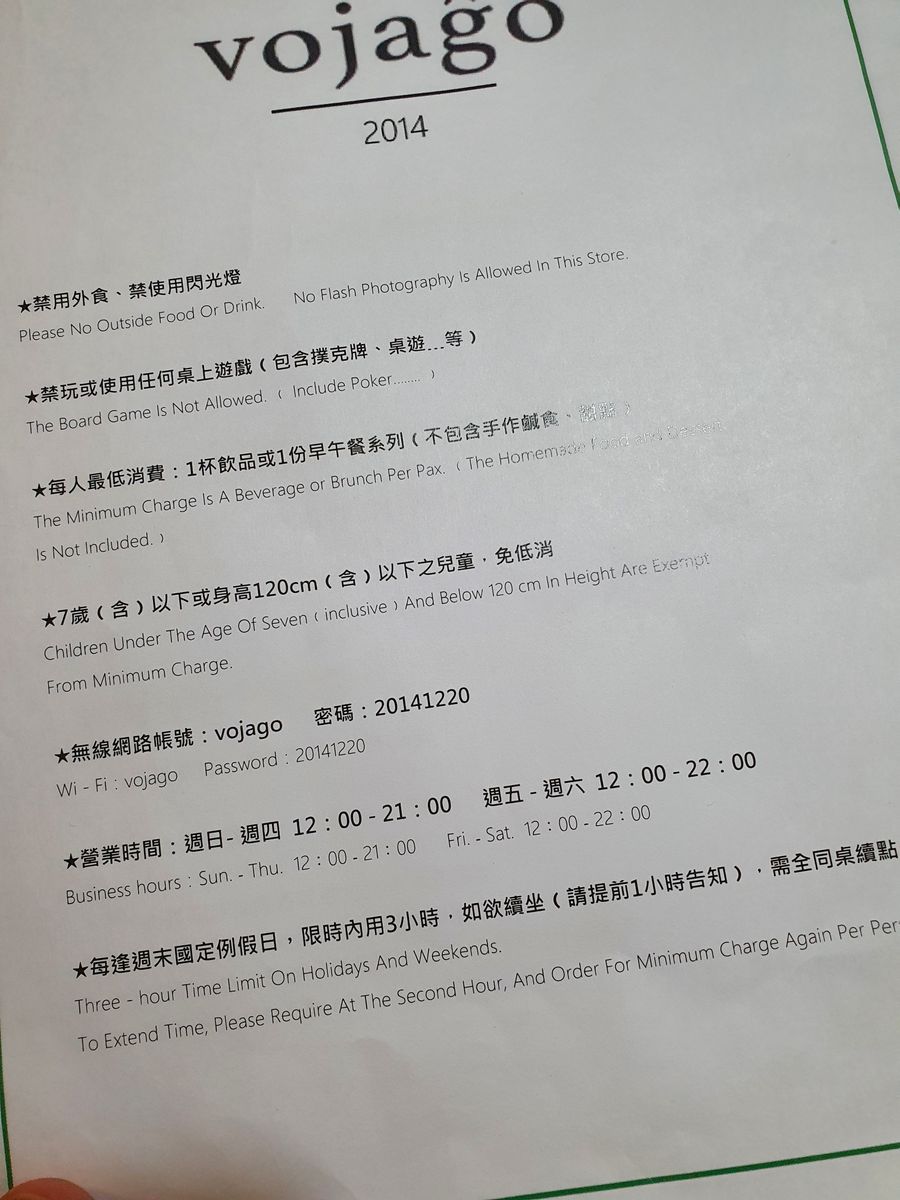 vojaĝo
2014
★禁用外食、禁使用閃光燈
Please No Outside Food Or Drink. No Flash Photography Is Allowed In This Store.
★禁玩或使用任何桌上遊戲（包含撲克牌、桌遊...等）
The Board Game Is Not Allowed.（ Include Poker........ ）
★每人最低消費：1杯飲品或1份早午餐系列（不包含手作鹹食、甜點）
The Minimum Charge Is A Beverage or Brunch Per Pax.（The Homemade Food and Dessert
Is Not Included.）
★7歲（含）以下或身高120cm（含）以下之兒童，免低消
Children Under The Age Of Seven（inclusive）And Below 120 cm In Height Are Exempt
From Minimum Charge.
★無線網路帳號：vojago 密碼：20141220
Wi - Fi : vojago Password : 20141220
★營業時間：週日- 週四 12：00 - 21：00 週五 - 週六 12：00 - 22：00
Business hours : Sun. - Thu. 12：00 - 21：00 Fri. - Sat. 12：00 - 22：00
★每逢週末國定例假日，限時內用3小時，如欲續坐（請提前1小時告知），需全同桌續點
Three - hour Time Limit On Holidays And Weekends.
To Extend Time, Please Require At The Second Hour, And Order For Minimum Charge Again Per